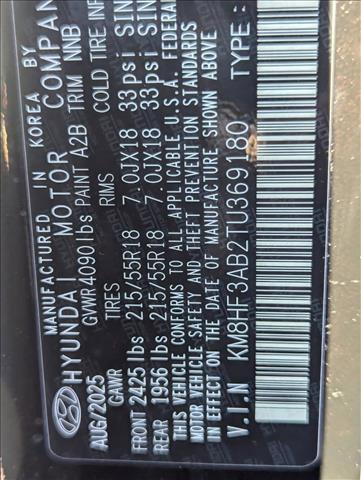 MANUFACTURED IN KOREA BY
HYUNDAI MOTOR COMPAN
AUG/2025 GVWR4090 lbs PAINT A2B TRIM NNB
GAWR TIRES RIMS COLD TIRE INF
FRONT 2425 lbs 215/55R18 7.0JX18 33psi SIN
REAR 1956 lbs 215/55R18 7.0JX18 33psi SIN
THIS VEHICLE CONFORMS TO ALL APPLICABLE U.S.A. FEDERA
MOTOR VEHICLE SAFETY AND THEFT PREVENTION STANDARDS
IN EFFECT ON THE DATE OF MANUFACTURE SHOWN ABOVE
V.I.N KM8HF3AB2TU369180 TYPE: